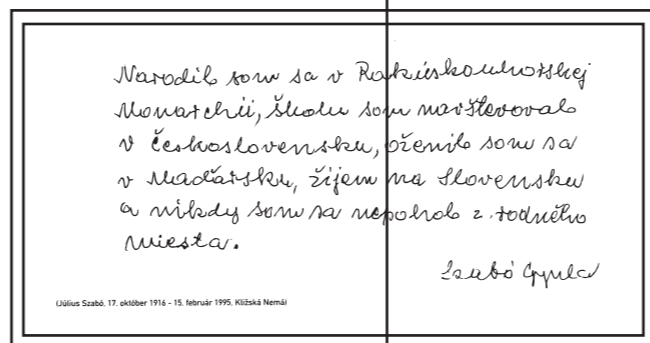 Narodil som sa v Rakúskouhorskej
Monarchii, školu som navštevoval
v Československu, oženil som sa
v Maďarsku, žijem na Slovensku
a nikdy som sa nepohol z rodného
miesta.
Szabó Gyula
(Július Szabó, 17. október 1916 - 15. február 1995, Kližská Nemá)